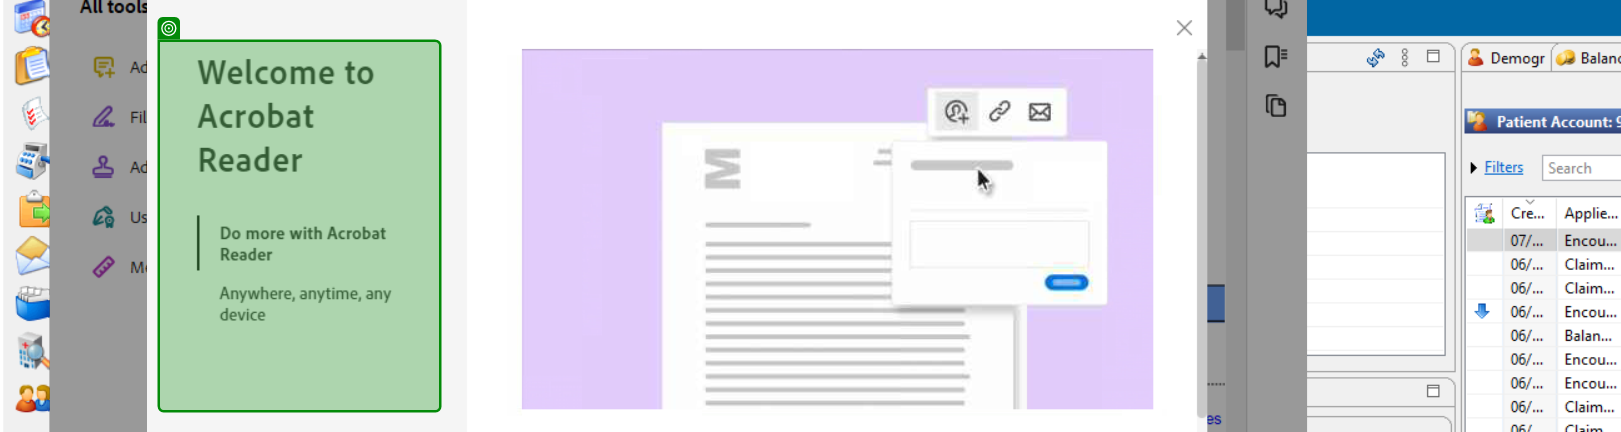 All tools
Ad
Fil
Ad
Us
Me
Welcome to
Acrobat
Reader
Do more with Acrobat
Reader
Anywhere, anytime, any
device
M
es
Demogr
Balanc
Patient Account: 9
Filters
Search
Cre... Applie...
07/... Encou...
06/... Claim...
06/... Claim...
06/... Encou...
06/... Balan...
06/... Encou...
06/... Encou...
06/... Claim...
06/... Claim